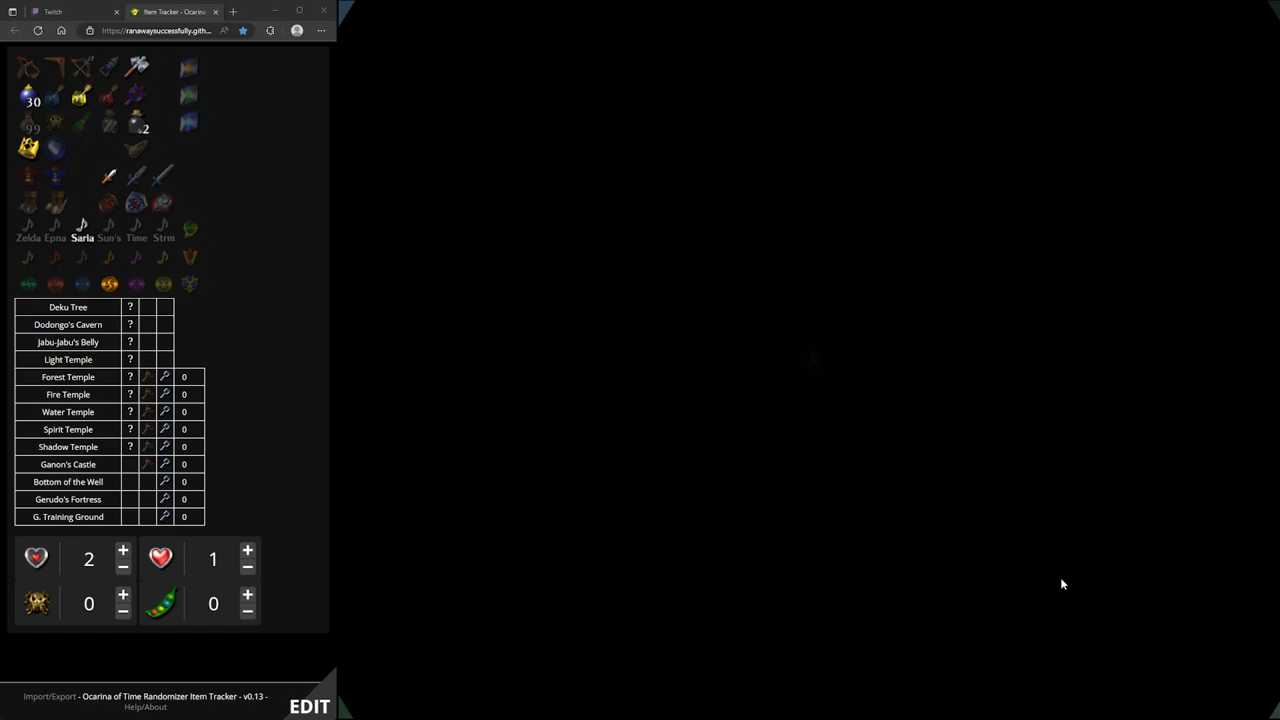 Twitch
Item Tracker - Ocarina
https://ranawaysuccessfully.gith...
30
99
2
Zelda Epna Saria Sun's Time Strm
Deku Tree ?
Dodongo's Cavern ?
Jabu-Jabu's Belly ?
Light Temple ?
Forest Temple ? 0
Fire Temple ? 0
Water Temple ? 0
Spirit Temple ? 0
Shadow Temple ? 0
Ganon's Castle 0
Bottom of the Well 0
Gerudo's Fortress 0
G. Training Ground 0
2 + - 1 + -
0 + - 0 + -
Import/Export - Ocarina of Time Randomizer Item Tracker - v0.13 -
Help/About
EDIT